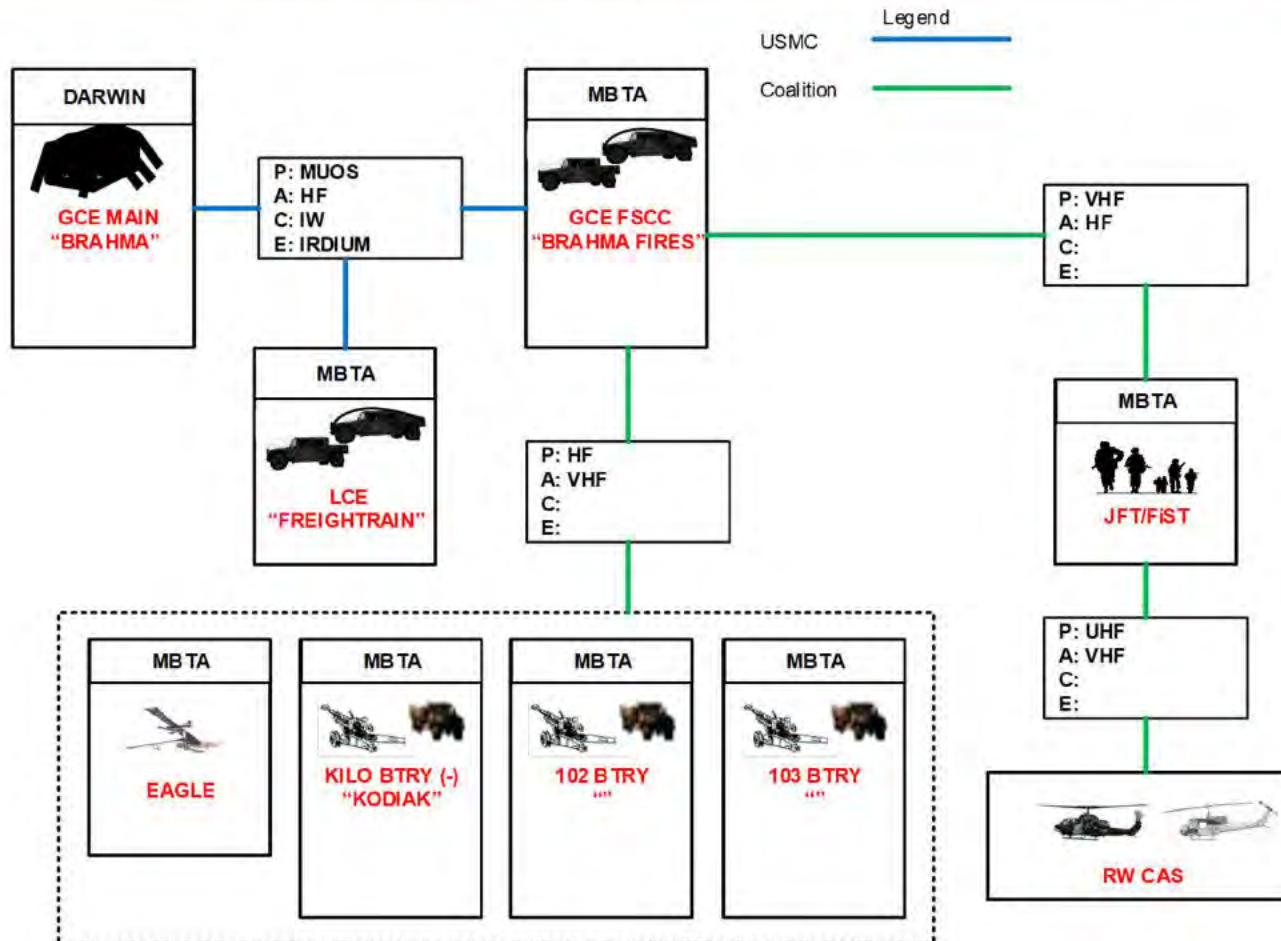 Legend
USMC
Coalition
DARWIN
GCE MAIN
“BRAHMA”
P: MUOS
A: HF
C: IW
E: IRDIUM
MBTA
GCE FSCC
“BRAHMA FIRES”
P: VHF
A: HF
C:
E:
MBTA
LCE
“FREIGHTRAIN”
P: HF
A: VHF
C:
E:
MBTA
JFT/FiST
P: UHF
A: VHF
C:
E:
MBTA
EAGLE
MBTA
KILO BTRY (-)
“KODIAK”
MBTA
102 BTRY
“”
MBTA
103 BTRY
“”
RW CAS